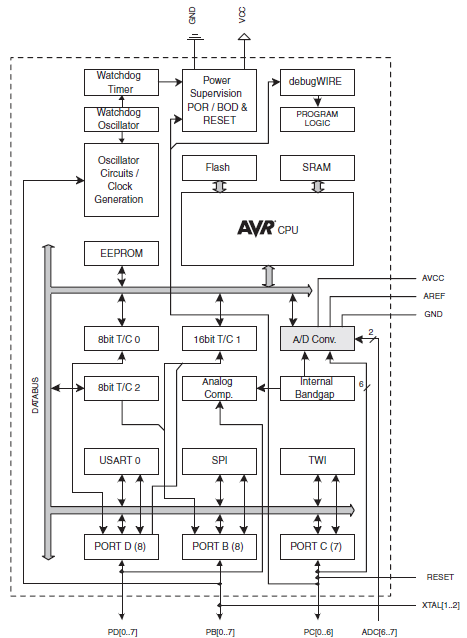 GND
VCC
Watchdog
Timer
Power
Supervision
POR / BOD &
RESET
debugWIRE
Watchdog
Oscillator
PROGRAM
LOGIC
Oscillator
Circuits /
Clock
Generation
Flash
SRAM
AVR CPU
EEPROM
AVCC
AREF
GND
8bit T/C 0
16bit T/C 1
A/D Conv.
2
DATABUS
8bit T/C 2
Analog
Comp.
Internal
Bandgap
6
USART 0
SPI
TWI
PORT D (8)
PORT B (8)
PORT C (7)
RESET
XTAL[1..2]
PD[0..7]
PB[0..7]
PC[0..6]
ADC[6..7]